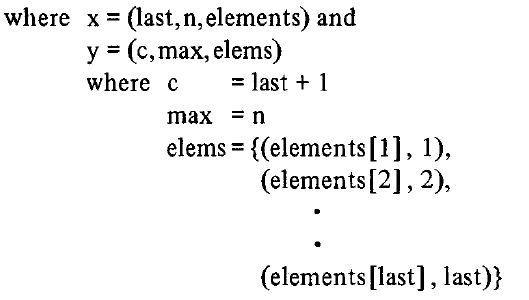 where x = (last,n,elements) and
y = (c,max,elems)
where c = last + 1
max = n
elems = {(elements[1], 1),
(elements[2], 2),
.
.
(elements[last], last)}